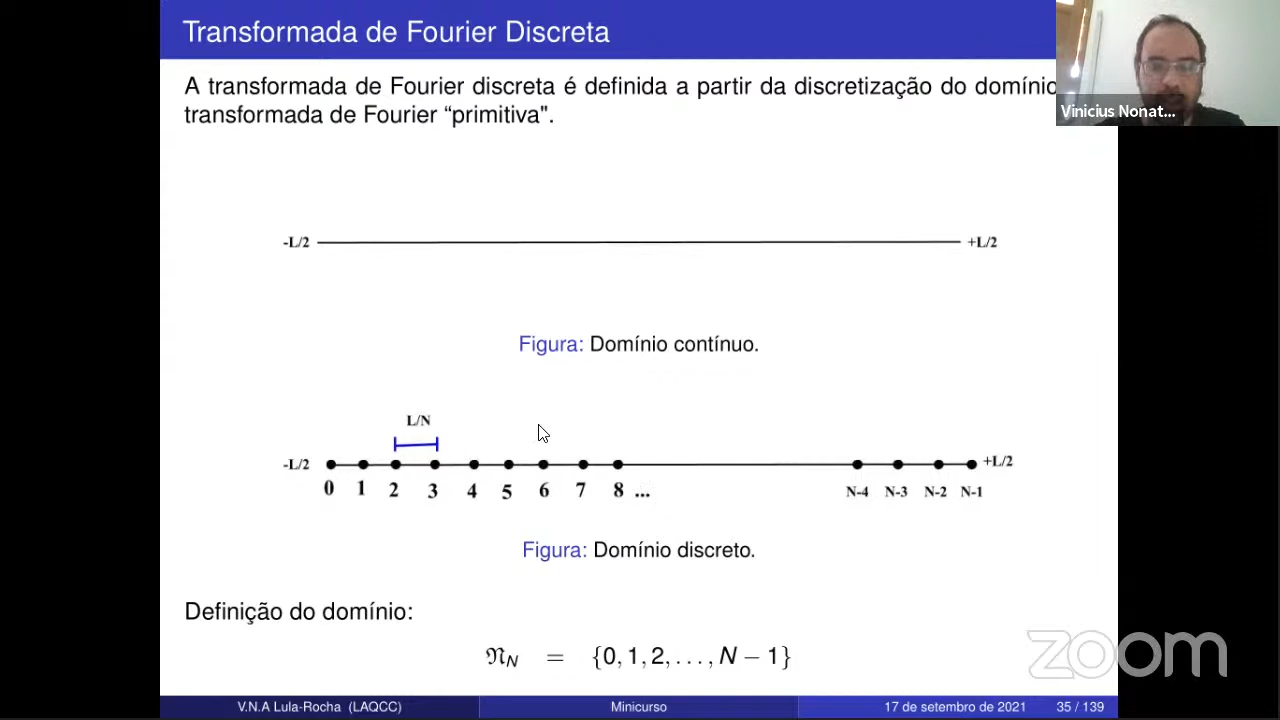 Transformada de Fourier Discreta
A transformada de Fourier discreta é definida a partir da discretização do domínio
transformada de Fourier “primitiva".
Vinicius Nonat...
-L/2
+L/2
Figura: Domínio contínuo.
L/N
-L/2
+L/2
0 1 2 3 4 5 6 7 8 ... N-4 N-3 N-2 N-1
Figura: Domínio discreto.
Definição do domínio:
𝔑N = {0, 1, 2, . . . , N − 1}
zoom
V.N.A Lula-Rocha (LAQCC) Minicurso 17 de setembro de 2021 35 / 139